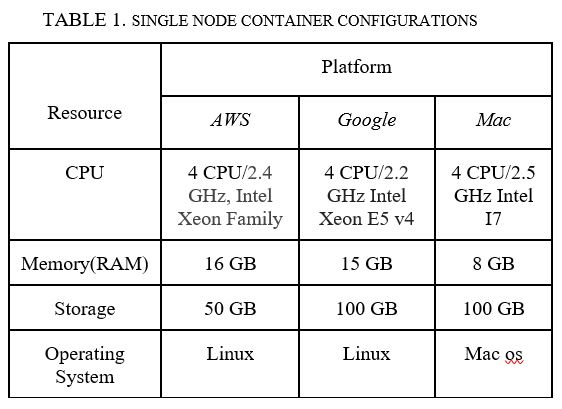 TABLE 1. SINGLE NODE CONTAINER CONFIGURATIONS
Resource
Platform
AWS Google Mac
CPU
4 CPU/2.4
GHz, Intel
Xeon Family
4 CPU/2.2
GHz Intel
Xeon E5 v4
4 CPU/2.5
GHz Intel
I7
Memory(RAM) 16 GB 15 GB 8 GB
Storage 50 GB 100 GB 100 GB
Operating
System
Linux Linux Mac os